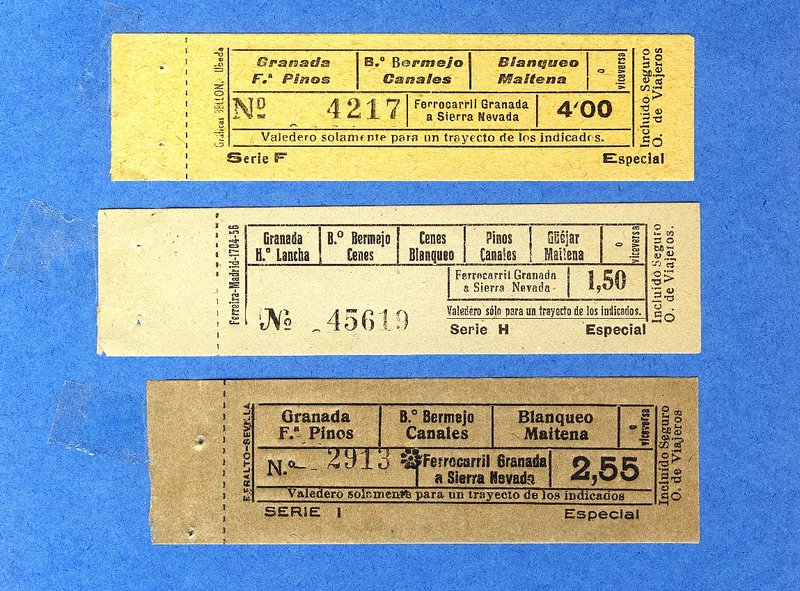 Gráficas BELLON. Ubeda
Granada B.º Bermejo Blanqueo o viceversa
F.ª Pinos Canales Maitena
Nº 4217 Ferrocarril Granada a Sierra Nevada 4'00
Valedero solamente para un trayecto de los indicados.
Serie F Especial
Incluído Seguro
O. de Viajeros
Ferreira-Madrid-1704-56
Granada B.º Bermejo Cenes Pinos Güéjar o viceversa
H.º Lancha Cenes Blanqueo Canales Maitena
Ferrocarril Granada a Sierra Nevada 1,50
Nº 45619 Valedero sólo para un trayecto de los indicados.
Serie H Especial
Incluído Seguro
O. de Viajeros.
PERALTO-SEVILLA
Granada B.º Bermejo Blanqueo o viceversa
F.ª Pinos Canales Maitena
N.º 2913 Ferrocarril Granada a Sierra Nevada 2,55
Valedero solamente para un trayecto de los indicados
SERIE I Especial
Incluído Seguro
O. de Viajeros.